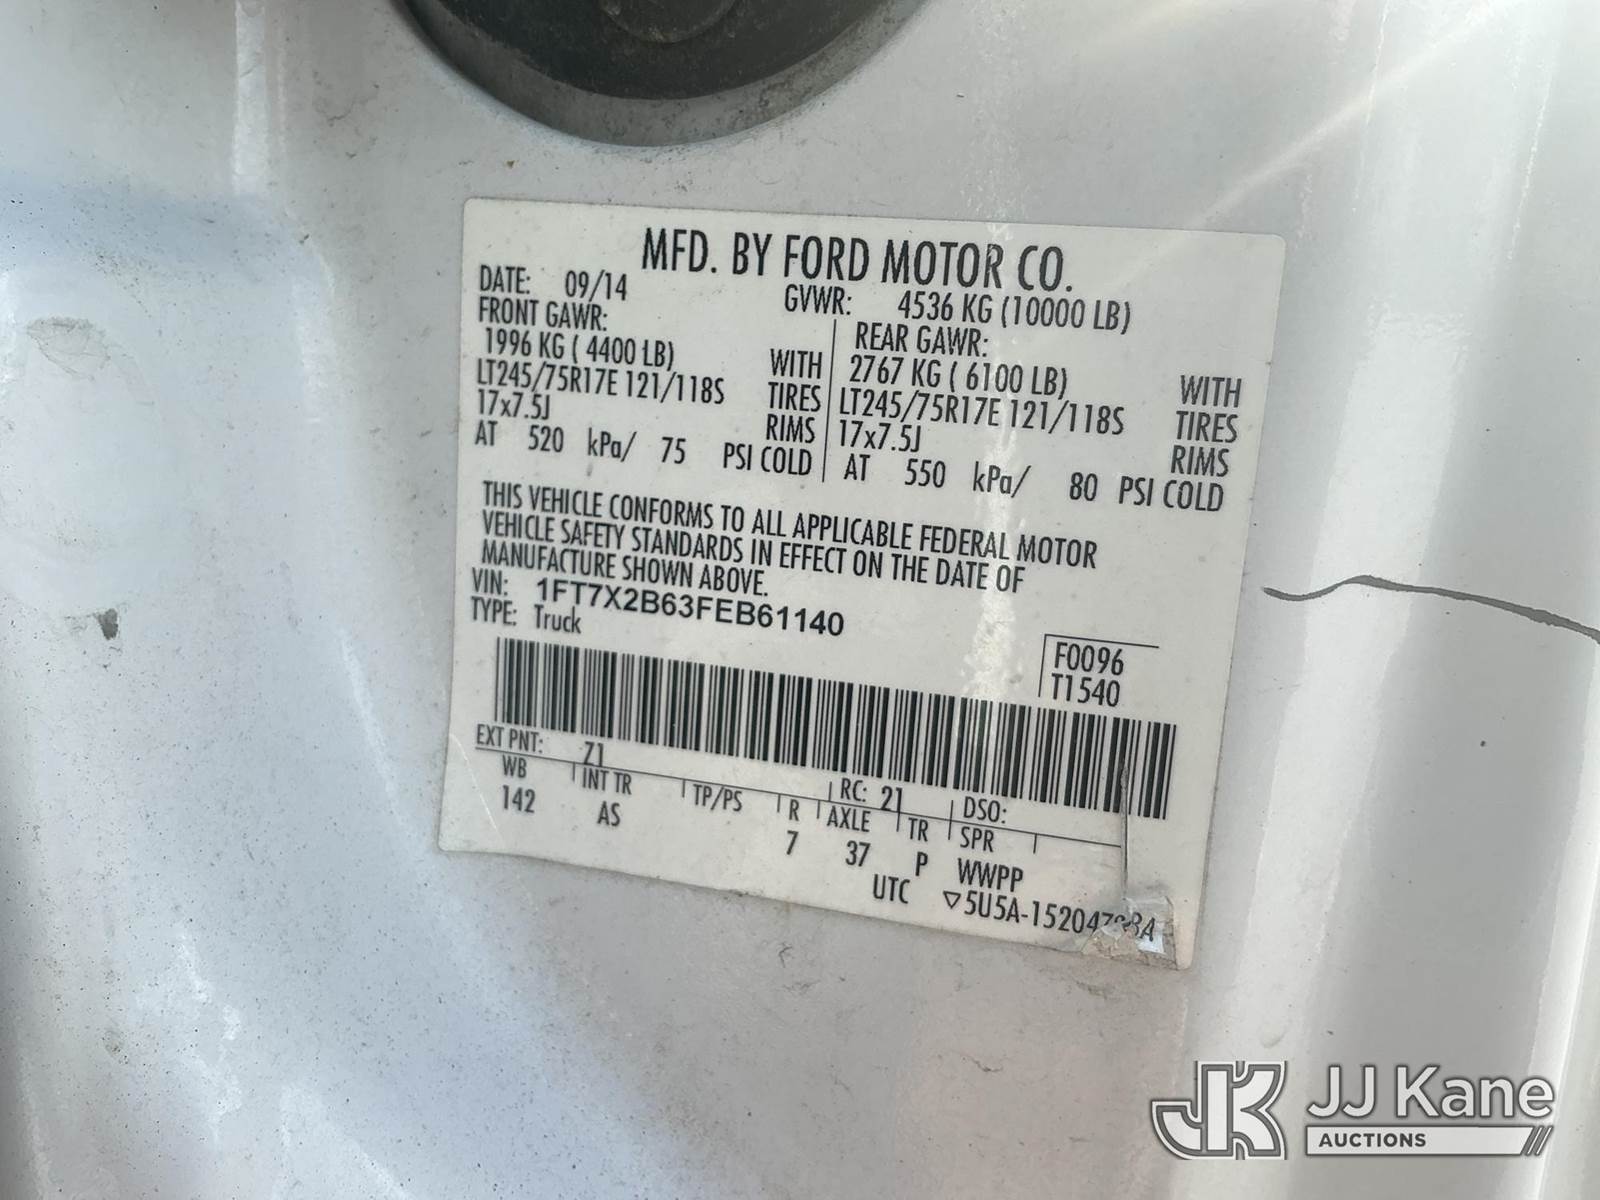 MFD. BY FORD MOTOR CO.
DATE: 09/14 GVWR: 4536 KG (10000 LB)
FRONT GAWR: REAR GAWR:
1996 KG ( 4400 LB) WITH 2767 KG ( 6100 LB) WITH
LT245/75R17E 121/118S TIRES LT245/75R17E 121/118S TIRES
17x7.5J RIMS 17x7.5J RIMS
AT 520 kPa/ 75 PSI COLD AT 550 kPa/ 80 PSI COLD
THIS VEHICLE CONFORMS TO ALL APPLICABLE FEDERAL MOTOR
VEHICLE SAFETY STANDARDS IN EFFECT ON THE DATE OF
MANUFACTURE SHOWN ABOVE.
VIN: 1FT7X2B63FEB61140
TYPE: Truck
F0096
T1540
EXT PNT: Z1 RC: 21 DSO:
WB INT TR TP/PS R AXLE TR SPR
142 AS 7 37 P WWPP
UTC
JJ Kane
AUCTIONS